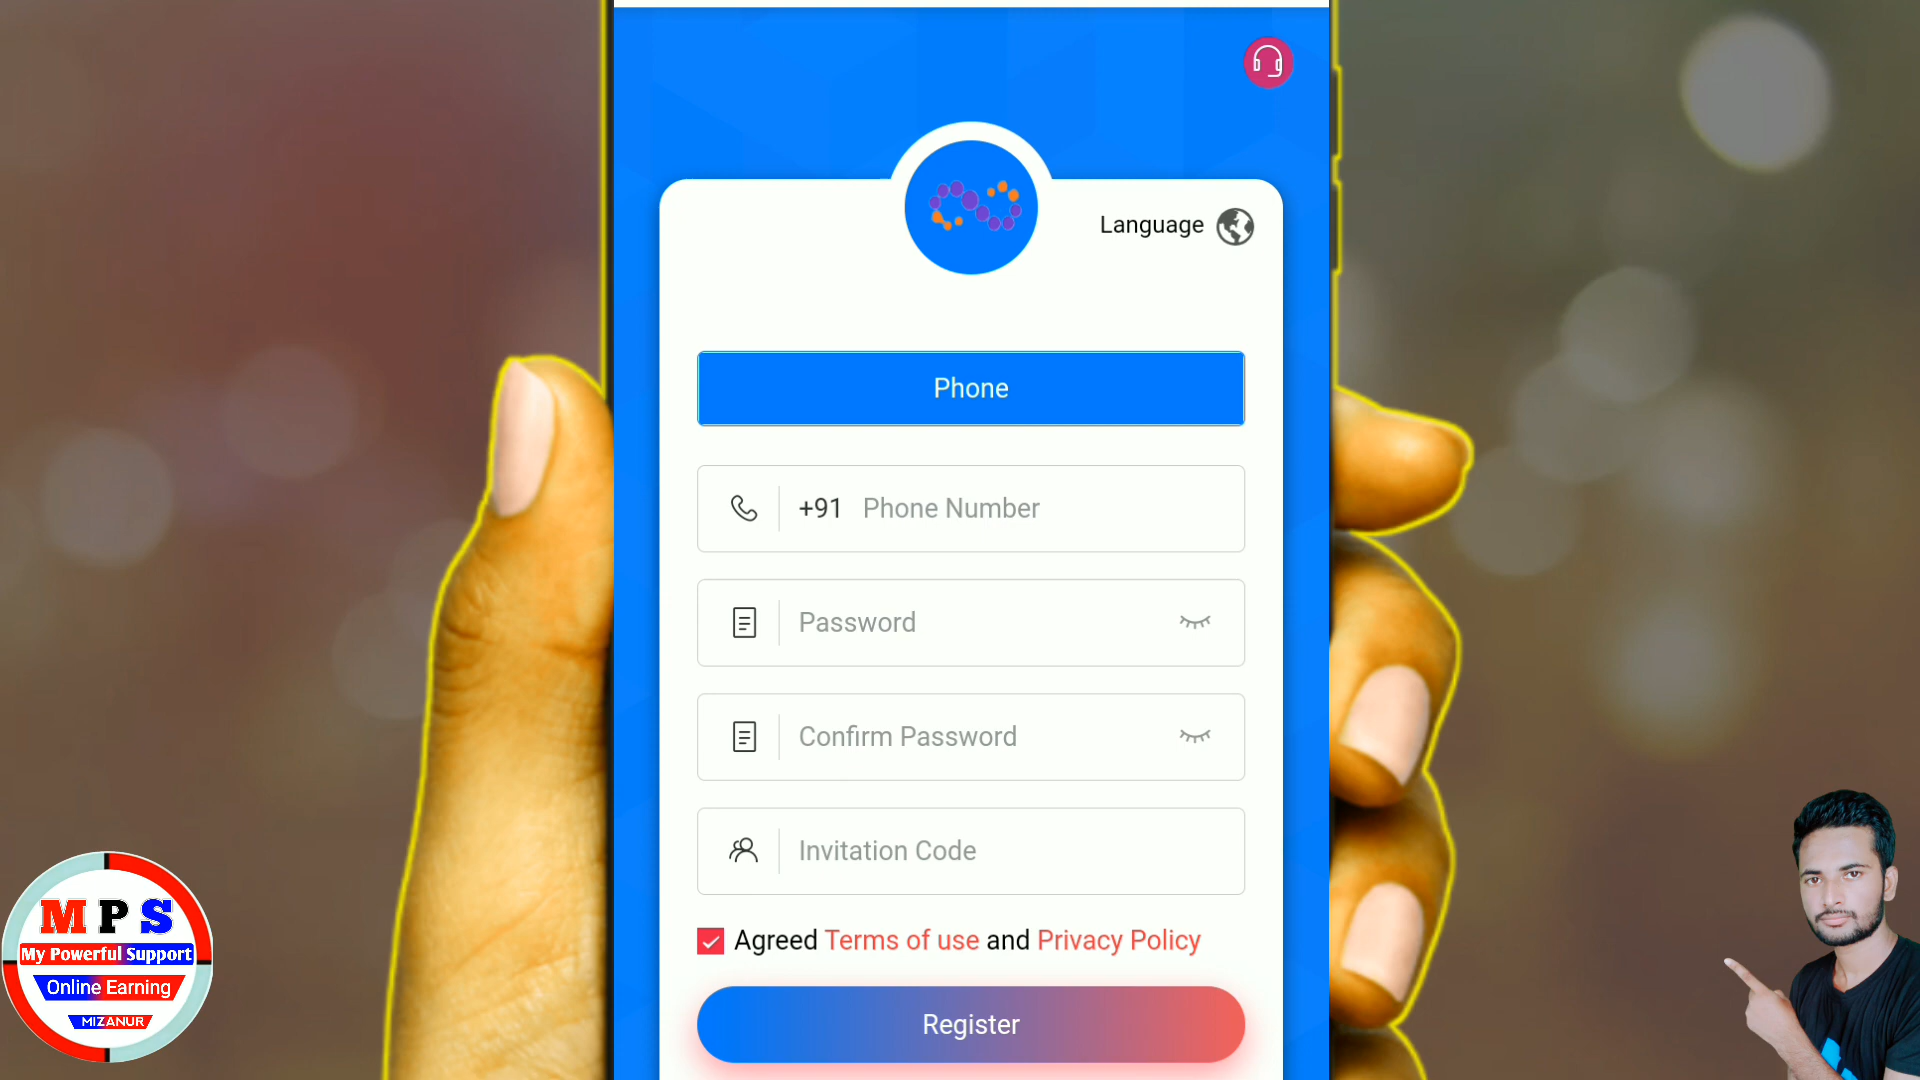 Language
Phone
+91 Phone Number
Password
Confirm Password
Invitation Code
Agreed Terms of use and Privacy Policy
Register
MPS
My Powerful Support
Online Earning
MIZANUR